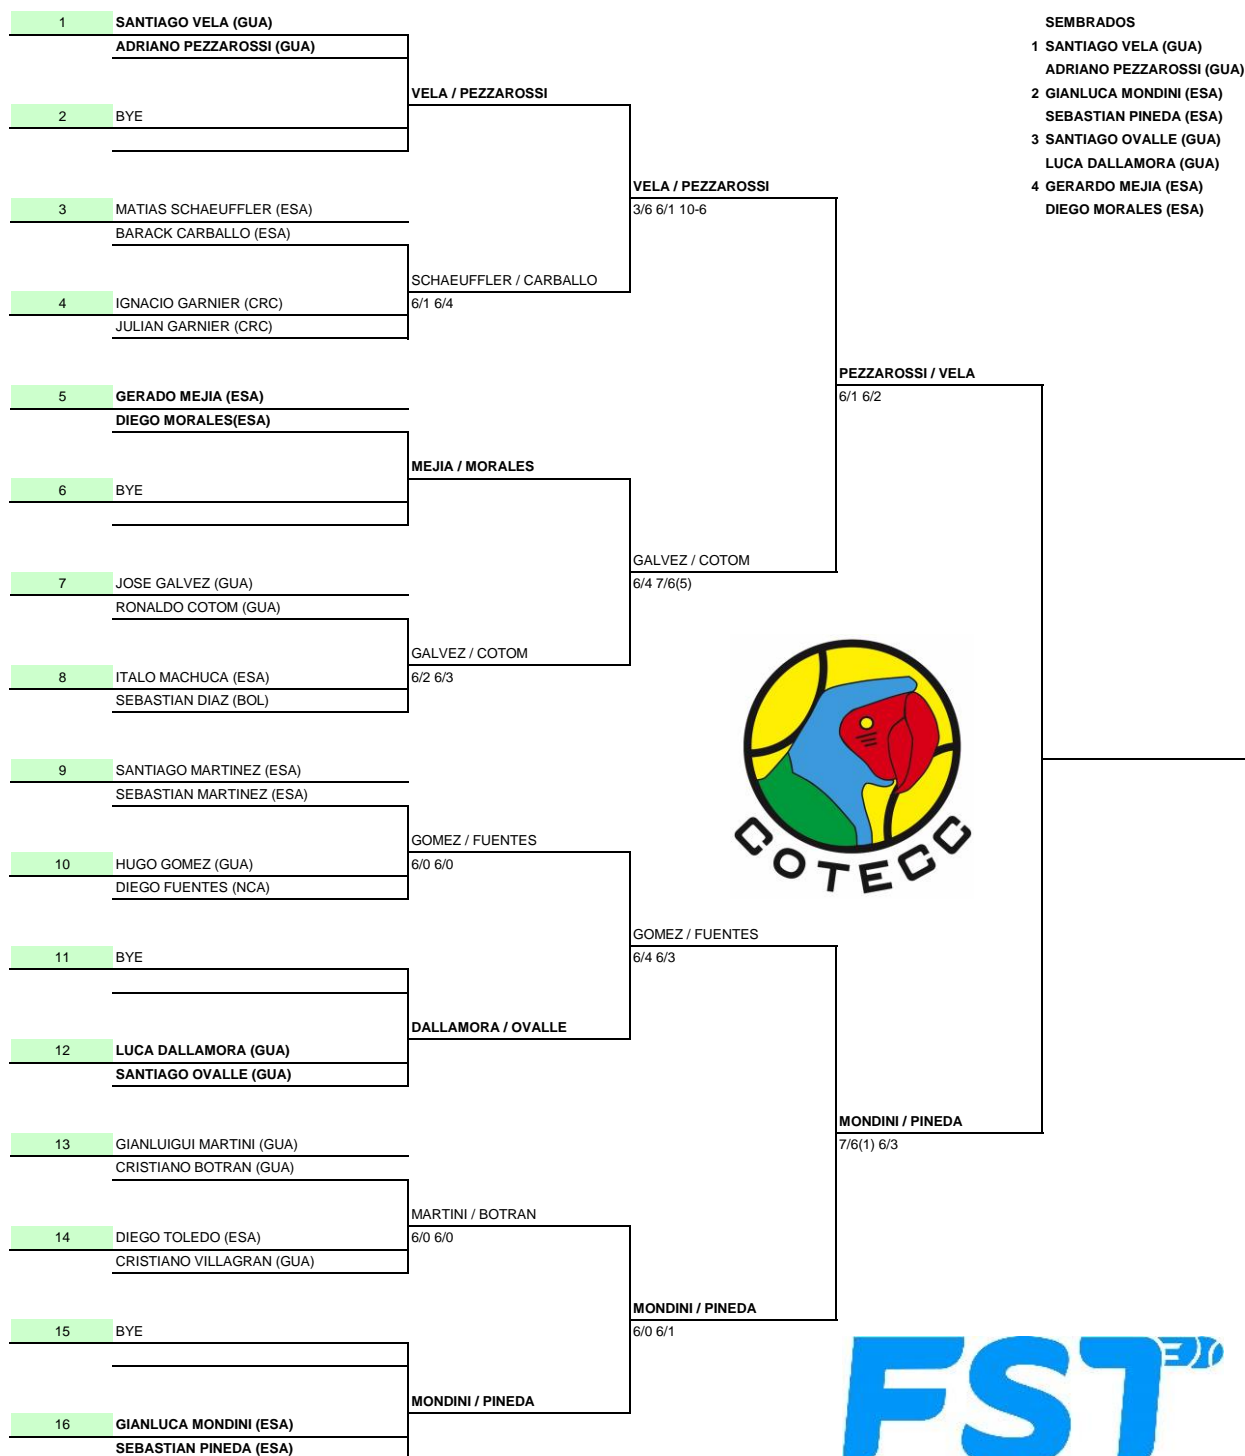 1 SANTIAGO VELA (GUA)
ADRIANO PEZZAROSSI (GUA)
VELA / PEZZAROSSI
2 BYE
VELA / PEZZAROSSI
3/6 6/1 10-6
3 MATIAS SCHAEUFFLER (ESA)
BARACK CARBALLO (ESA)
SCHAEUFFLER / CARBALLO
6/1 6/4
4 IGNACIO GARNIER (CRC)
JULIAN GARNIER (CRC)
PEZZAROSSI / VELA
6/1 6/2
5 GERADO MEJIA (ESA)
DIEGO MORALES(ESA)
MEJIA / MORALES
6 BYE
GALVEZ / COTOM
6/4 7/6(5)
7 JOSE GALVEZ (GUA)
RONALDO COTOM (GUA)
GALVEZ / COTOM
6/2 6/3
8 ITALO MACHUCA (ESA)
SEBASTIAN DIAZ (BOL)
9 SANTIAGO MARTINEZ (ESA)
SEBASTIAN MARTINEZ (ESA)
GOMEZ / FUENTES
6/0 6/0
10 HUGO GOMEZ (GUA)
DIEGO FUENTES (NCA)
GOMEZ / FUENTES
6/4 6/3
11 BYE
DALLAMORA / OVALLE
12 LUCA DALLAMORA (GUA)
SANTIAGO OVALLE (GUA)
MONDINI / PINEDA
7/6(1) 6/3
13 GIANLUIGUI MARTINI (GUA)
CRISTIANO BOTRAN (GUA)
MARTINI / BOTRAN
6/0 6/0
14 DIEGO TOLEDO (ESA)
CRISTIANO VILLAGRAN (GUA)
MONDINI / PINEDA
6/0 6/1
15 BYE
MONDINI / PINEDA
16 GIANLUCA MONDINI (ESA)
SEBASTIAN PINEDA (ESA)
SEMBRADOS
1 SANTIAGO VELA (GUA)
ADRIANO PEZZAROSSI (GUA)
2 GIANLUCA MONDINI (ESA)
SEBASTIAN PINEDA (ESA)
3 SANTIAGO OVALLE (GUA)
LUCA DALLAMORA (GUA)
4 GERARDO MEJIA (ESA)
DIEGO MORALES (ESA)
COTECC
FST